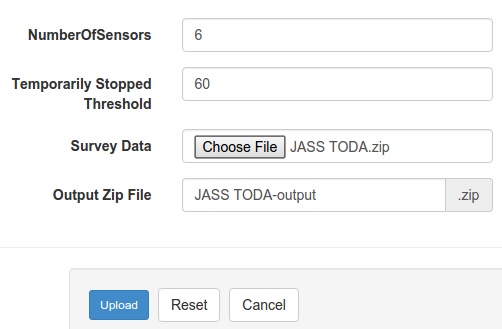 NumberOfSensors 6
Temporarily Stopped 60
Threshold
Survey Data Choose File JASS TODA.zip
Output Zip File JASS TODA-output .zip
Upload Reset Cancel